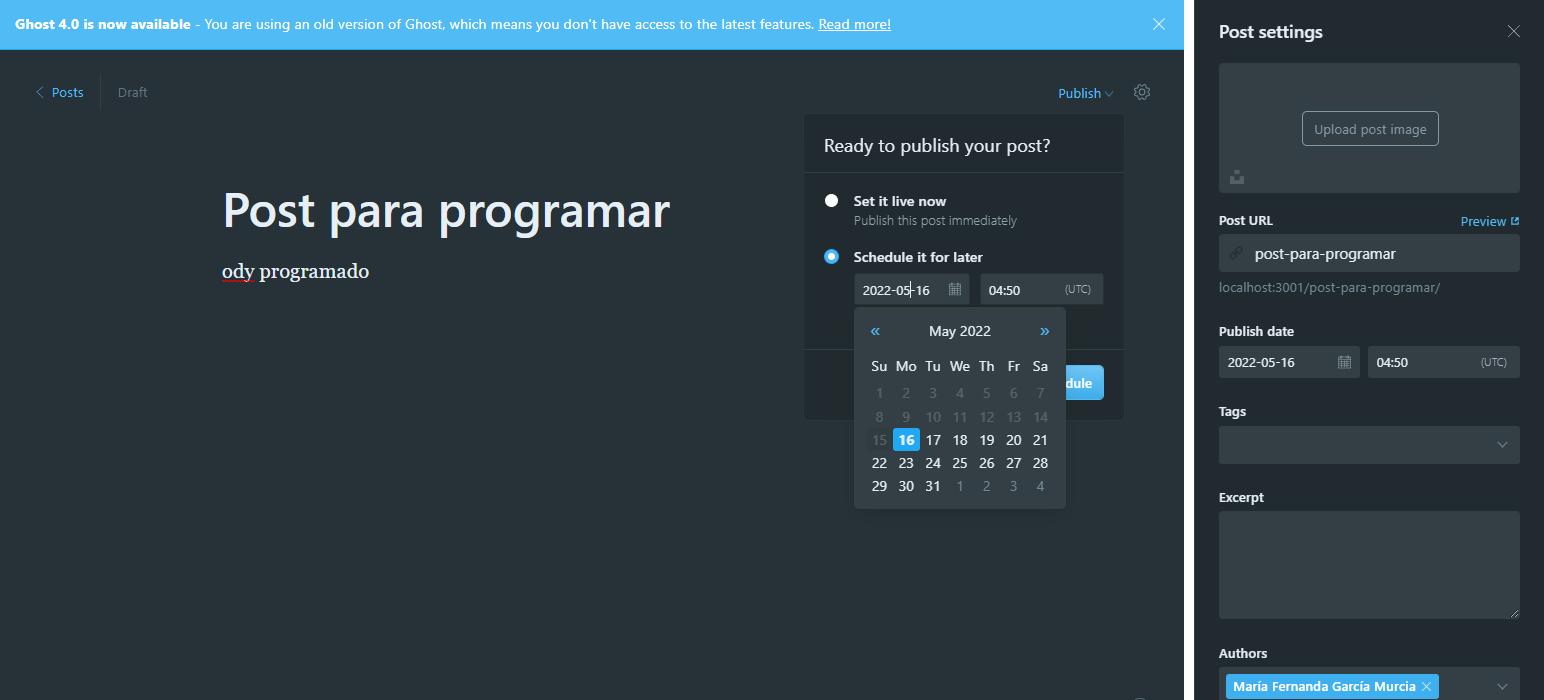 Ghost 4.0 is now available - You are using an old version of Ghost, which means you don't have access to the latest features. Read more!
Posts
Draft
Publish
Ready to publish your post?
Set it live now
Publish this post immediately
Schedule it for later
2022-05-16
04:50
(UTC)
« May 2022 »
Su Mo Tu We Th Fr Sa
1 2 3 4 5 6 7
8 9 10 11 12 13 14
15 16 17 18 19 20 21
22 23 24 25 26 27 28
29 30 31 1 2 3 4
dule
Post para programar
ody programado
Post settings
Upload post image
Post URL
Preview
post-para-programar
localhost:3001/post-para-programar/
Publish date
2022-05-16
04:50
(UTC)
Tags
Excerpt
Authors
María Fernanda García Murcia